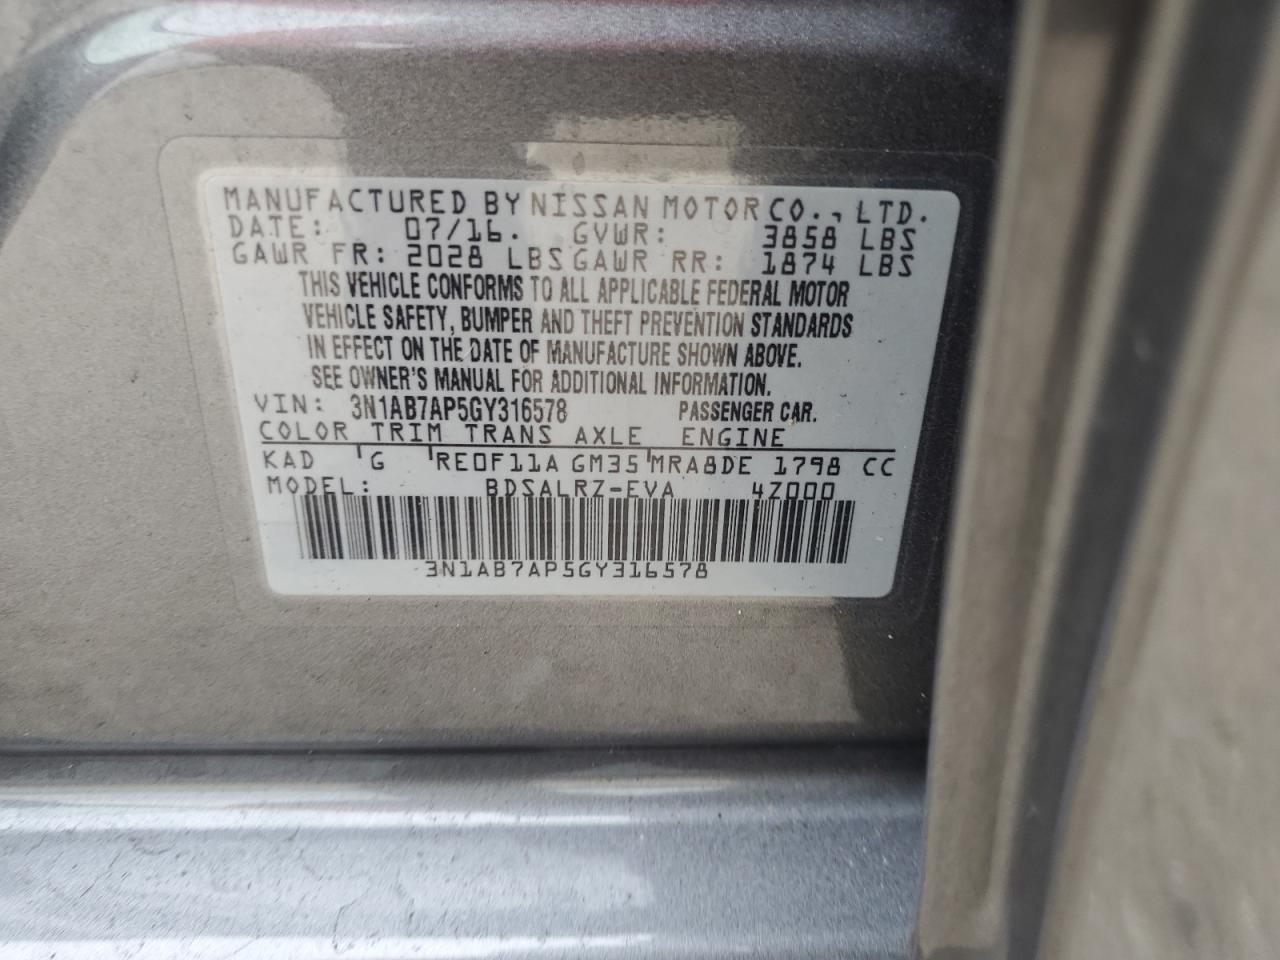 MANUFACTURED BY NISSAN MOTOR CO., LTD.
DATE: 07/16. GVWR: 3858 LBS
GAWR FR: 2028 LBS GAWR RR: 1874 LBS
THIS VEHICLE CONFORMS TO ALL APPLICABLE FEDERAL MOTOR
VEHICLE SAFETY, BUMPER AND THEFT PREVENTION STANDARDS
IN EFFECT ON THE DATE OF MANUFACTURE SHOWN ABOVE.
SEE OWNER'S MANUAL FOR ADDITIONAL INFORMATION.
VIN: 3N1AB7AP5GY316578 PASSENGER CAR.
COLOR TRIM TRANS AXLE ENGINE
KAD G RE0F11A GM35 MRA8DE 1798 CC
MODEL: BDSALRZ-EVA 4Z000
3N1AB7AP5GY316578